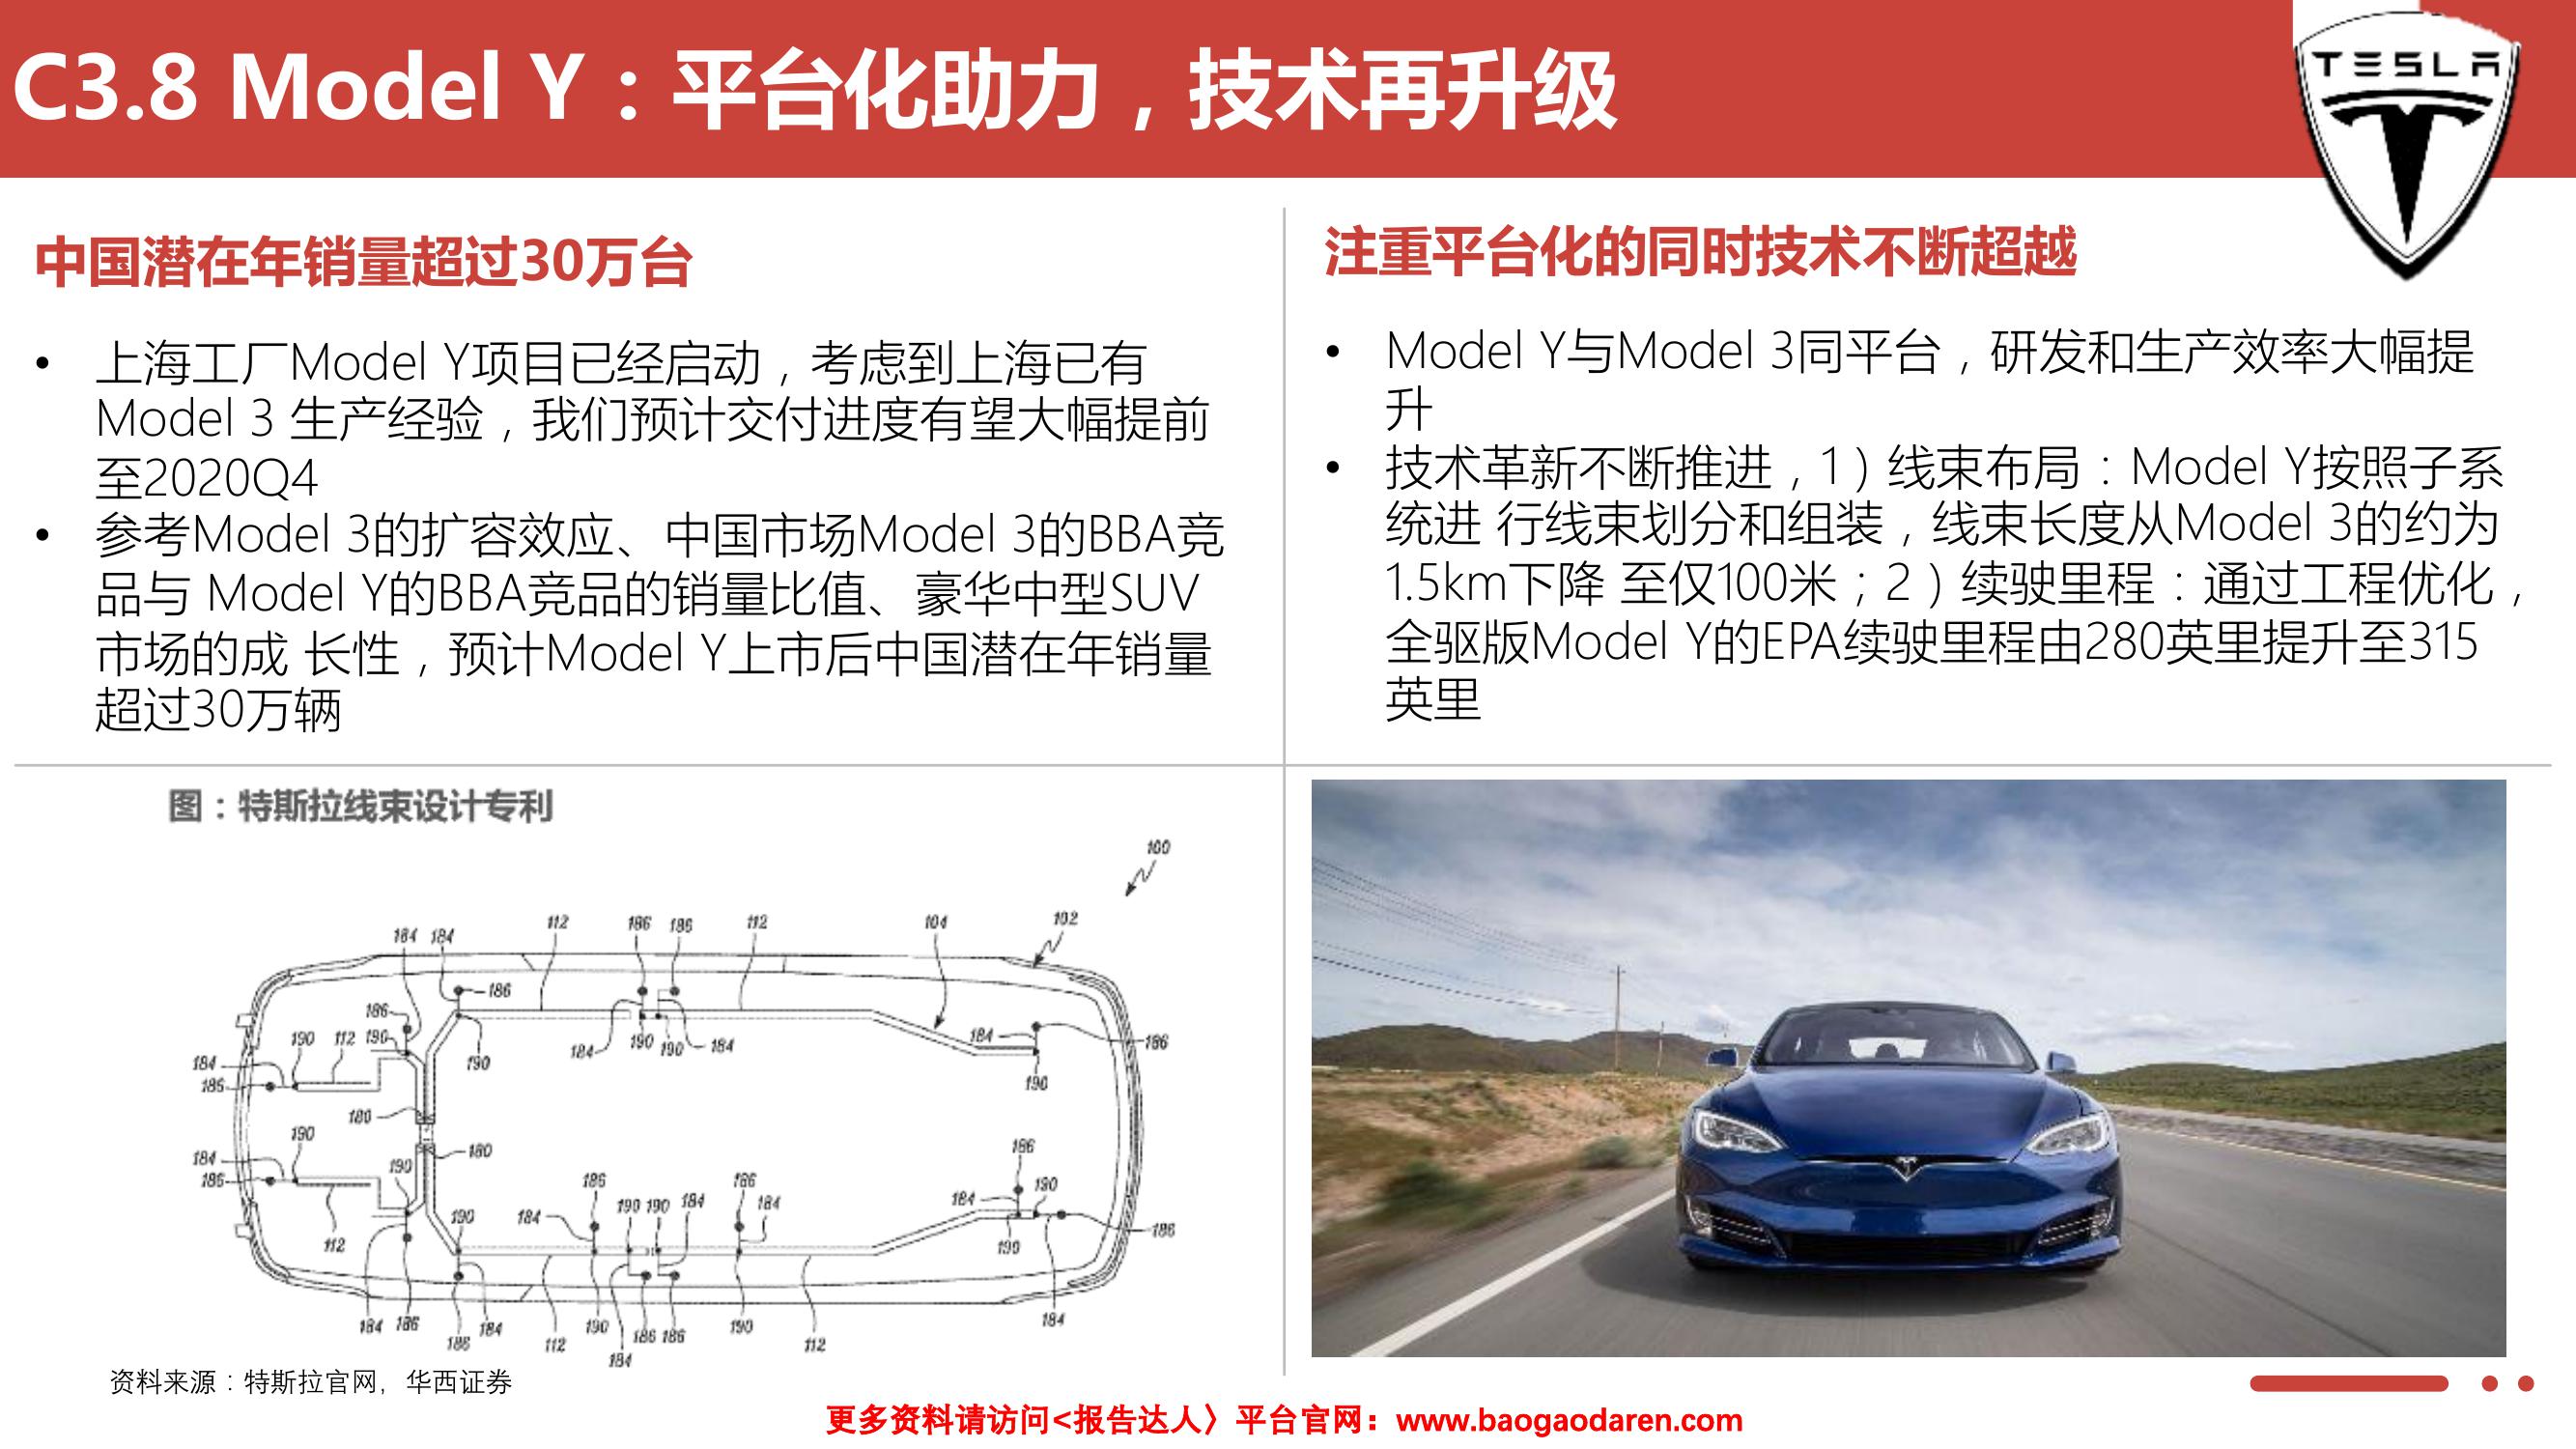 C3.8 Model Y：平台化助力，技术再升级
TESLA
中国潜在年销量超过30万台
• 上海工厂Model Y项目已经启动，考虑到上海已有
Model 3 生产经验，我们预计交付进度有望大幅提前
至2020Q4
• 参考Model 3的扩容效应、中国市场Model 3的BBA竞
品与 Model Y的BBA竞品的销量比值、豪华中型SUV
市场的成 长性，预计Model Y上市后中国潜在年销量
超过30万辆
注重平台化的同时技术不断超越
• Model Y与Model 3同平台，研发和生产效率大幅提
升
• 技术革新不断推进，1）线束布局：Model Y按照子系
统进 行线束划分和组装，线束长度从Model 3的约为
1.5km下降 至仅100米；2）续驶里程：通过工程优化，
全驱版Model Y的EPA续驶里程由280英里提升至315
英里
图：特斯拉线束设计专利
100
184 184 112 186 186 112 104 102
186
186
190 112 190
184
186
190
184 190 190 184
184
186
190
180
190
184
186
190
180
112
190
184
186
190 190 184
186
184
186
184
190
190
186
184 186
186
184
112
190
184
186 186
190
112
184
资料来源：特斯拉官网，华西证券
更多资料请访问<报告达人〉平台官网：www.baogaodaren.com